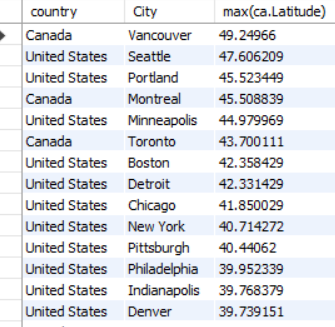 country City max(ca.Latitude)
Canada Vancouver 49.24966
United States Seattle 47.606209
United States Portland 45.523449
Canada Montreal 45.508839
United States Minneapolis 44.979969
Canada Toronto 43.700111
United States Boston 42.358429
United States Detroit 42.331429
United States Chicago 41.850029
United States New York 40.714272
United States Pittsburgh 40.44062
United States Philadelphia 39.952339
United States Indianapolis 39.768379
United States Denver 39.739151